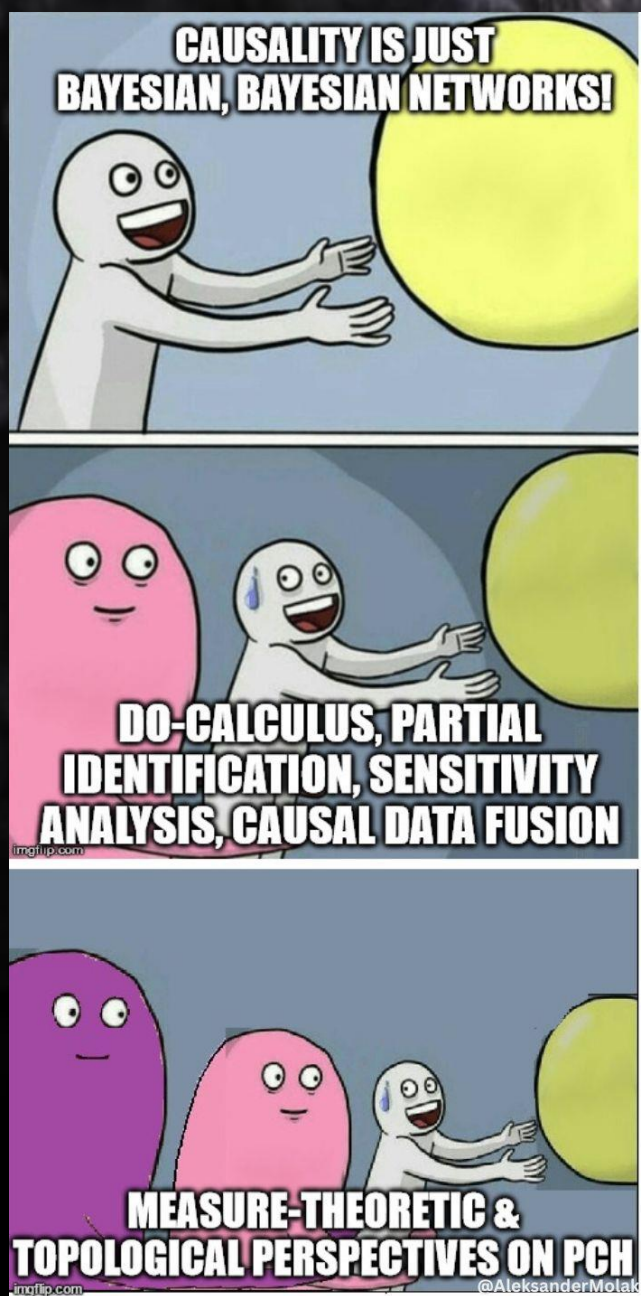 CAUSALITY IS JUST
BAYESIAN, BAYESIAN NETWORKS!
DO-CALCULUS, PARTIAL
IDENTIFICATION, SENSITIVITY
ANALYSIS, CAUSAL DATA FUSION
imgflip.com
MEASURE-THEORETIC &
TOPOLOGICAL PERSPECTIVES ON PCH
imgflip.com
@AleksanderMolak